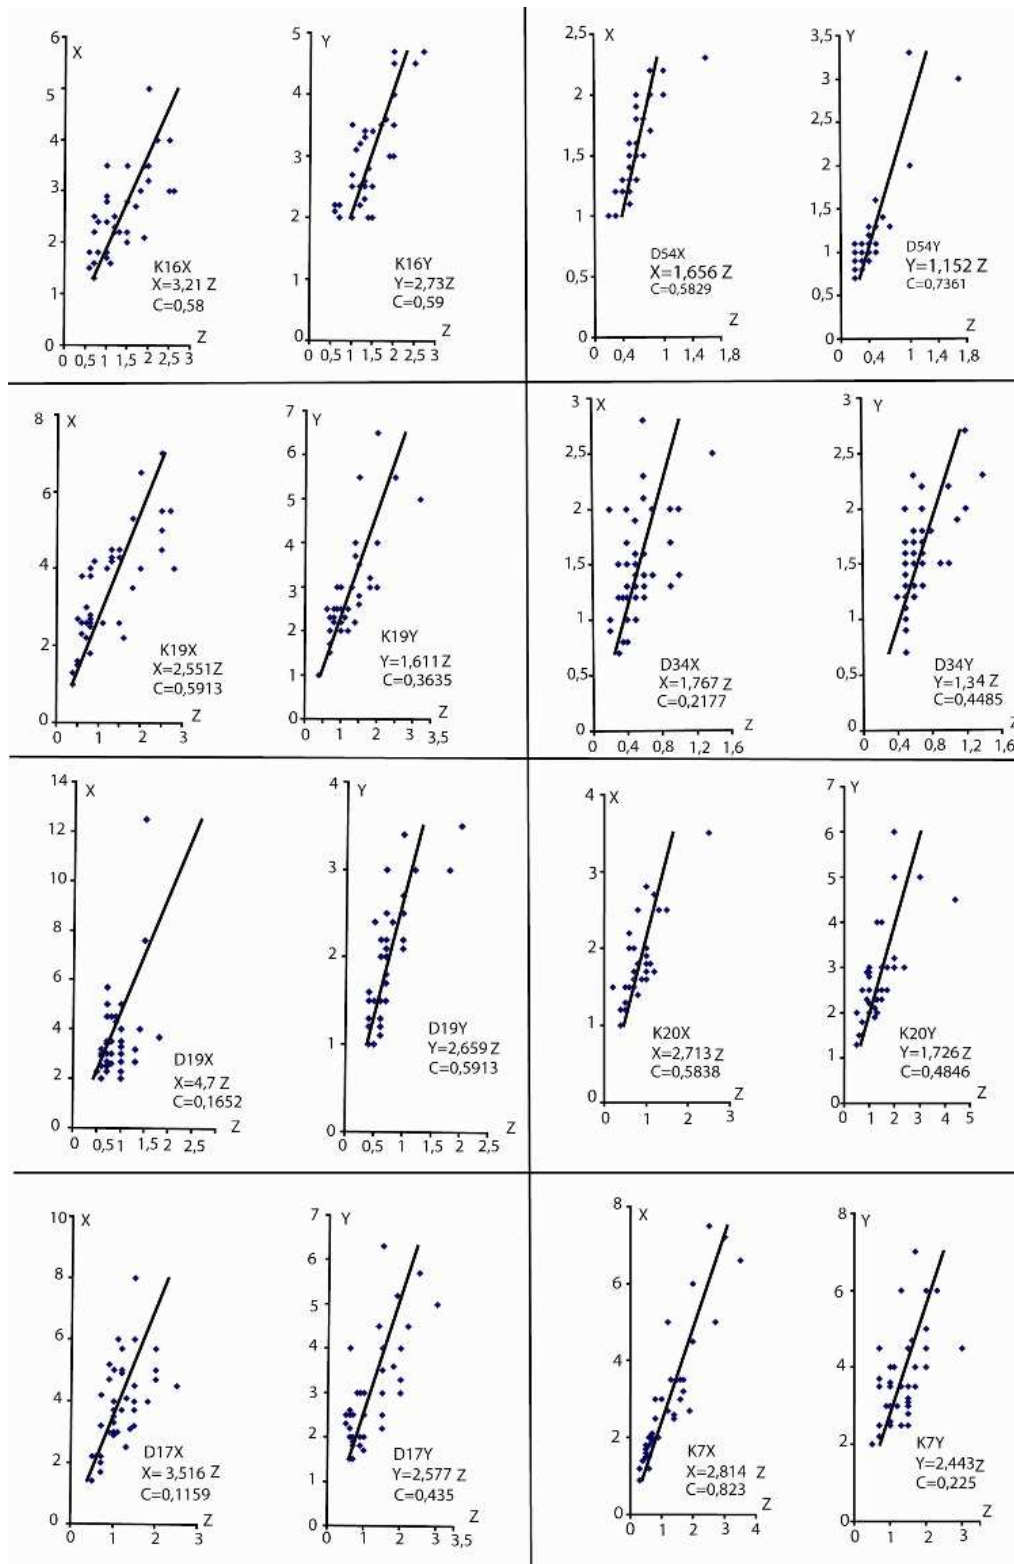 X
6
5
4
3
2
1
0
0 0,5 1 1,5 2 2,5 3
Z
K16X
X=3,21 Z
C=0,58
Y
5
4
3
2
1
0
0 0,5 1 1,5 2 2,5 3
Z
K16Y
Y=2,73Z
C=0,59
X
2,5
2
1,5
1
0,5
0
0 0,4 1 1,4 1,8
Z
D54X
X=1,656 Z
C=0,5829
Y
3,5
3
2,5
2
1,5
1
0,5
0
0 0,4 1 1,4 1,8
Z
D54Y
Y=1,152 Z
C=0,7361
X
8
6
4
2
0
0 1 2 3
Z
K19X
X=2,551Z
C=0,5913
Y
7
6
5
4
3
2
1
0
0 1 2 3 3,5
Z
K19Y
Y=1,611 Z
C=0,3635
X
3
2,5
2
1,5
1
0,5
0
0 0,4 0,8 1,2 1,6
Z
D34X
X=1,767 Z
C=0,2177
Y
3
2,5
2
1,5
1
0,5
0
0 0,4 0,8 1,2 1,6
Z
D34Y
Y=1,34 Z
C=0,4485
X
14
12
10
8
6
4
2
0
0 0,5 1 1,5 2 2,5
Z
D19X
X=4,7 Z
C=0,1652
Y
4
3
2
1
0
0 0,5 1 1,5 2 2,5
Z
D19Y
Y=2,659 Z
C=0,5913
X
4
3
2
1
0
0 1 2 3
Z
K20X
X=2,713 Z
C=0,5838
Y
7
6
5
4
3
2
1
0
0 1 2 3 4 5
Z
K20Y
Y=1,726 Z
C=0,4846
X
10
8
6
4
2
0
0 1 2 3
Z
D17X
X= 3,516 Z
C=0,1159
Y
7
6
5
4
3
2
1
0
0 1 2 3 3,5
Z
D17Y
Y=2,577 Z
C=0,435
X
8
6
4
2
0
0 1 2 3 4
Z
K7X
X=2,814 Z
C=0,823
Y
8
6
4
2
0
0 1 2 3
Z
K7Y
Y=2,443Z
C=0,225